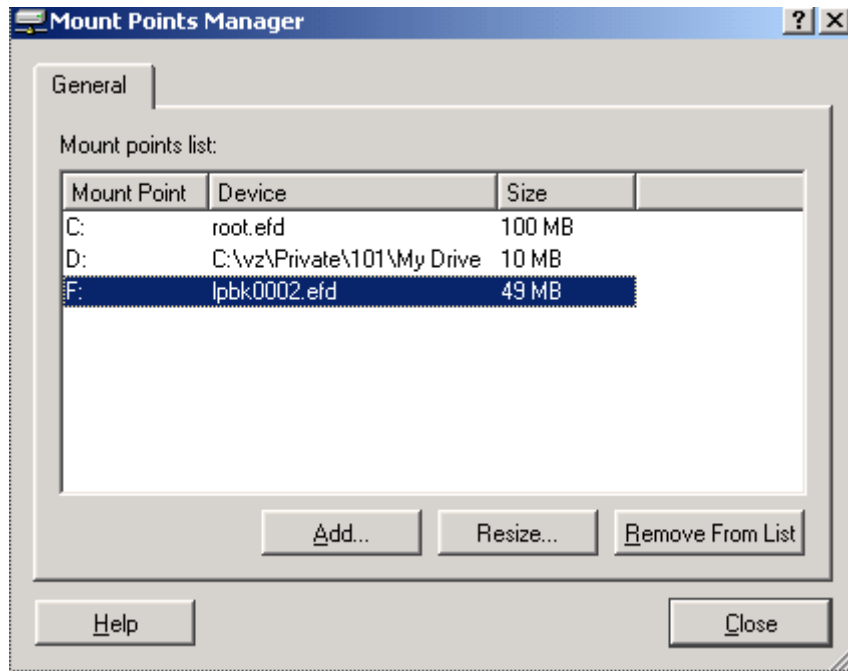 Mount Points Manager ? X
General
Mount points list:
Mount Point Device Size
C: root.efd 100 MB
D: C:\vz\Private\101\My Drive 10 MB
F: lpbk0002.efd 49 MB
Add... Resize... Remove From List
Help Close